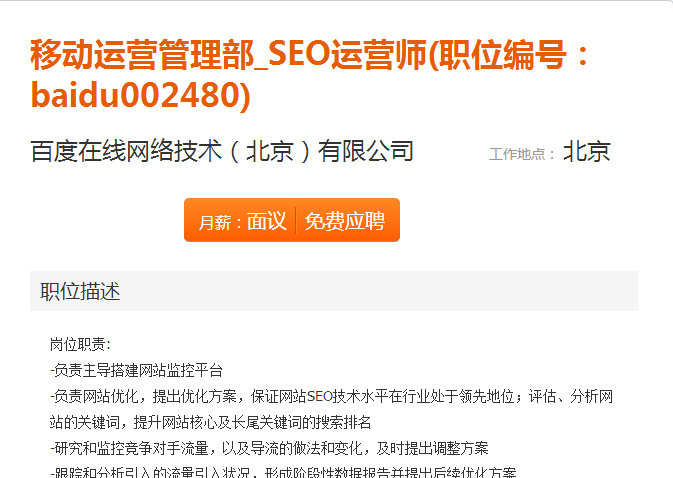 移动运营管理部_SEO运营师(职位编号：
baidu002480)
百度在线网络技术（北京）有限公司 工作地点： 北京
月薪：面议 免费应聘
职位描述
岗位职责：
-负责主导搭建网站监控平台
-负责网站优化，提出优化方案，保证网站SEO技术水平在行业处于领先地位；评估、分析网
站的关键词，提升网站核心及长尾关键词的搜索排名
-研究和监控竞争对手流量，以及导流的做法和变化，及时提出调整方案
-跟踪和分析引入的流量引入状况，形成阶段性数据报告并提出后续优化方案